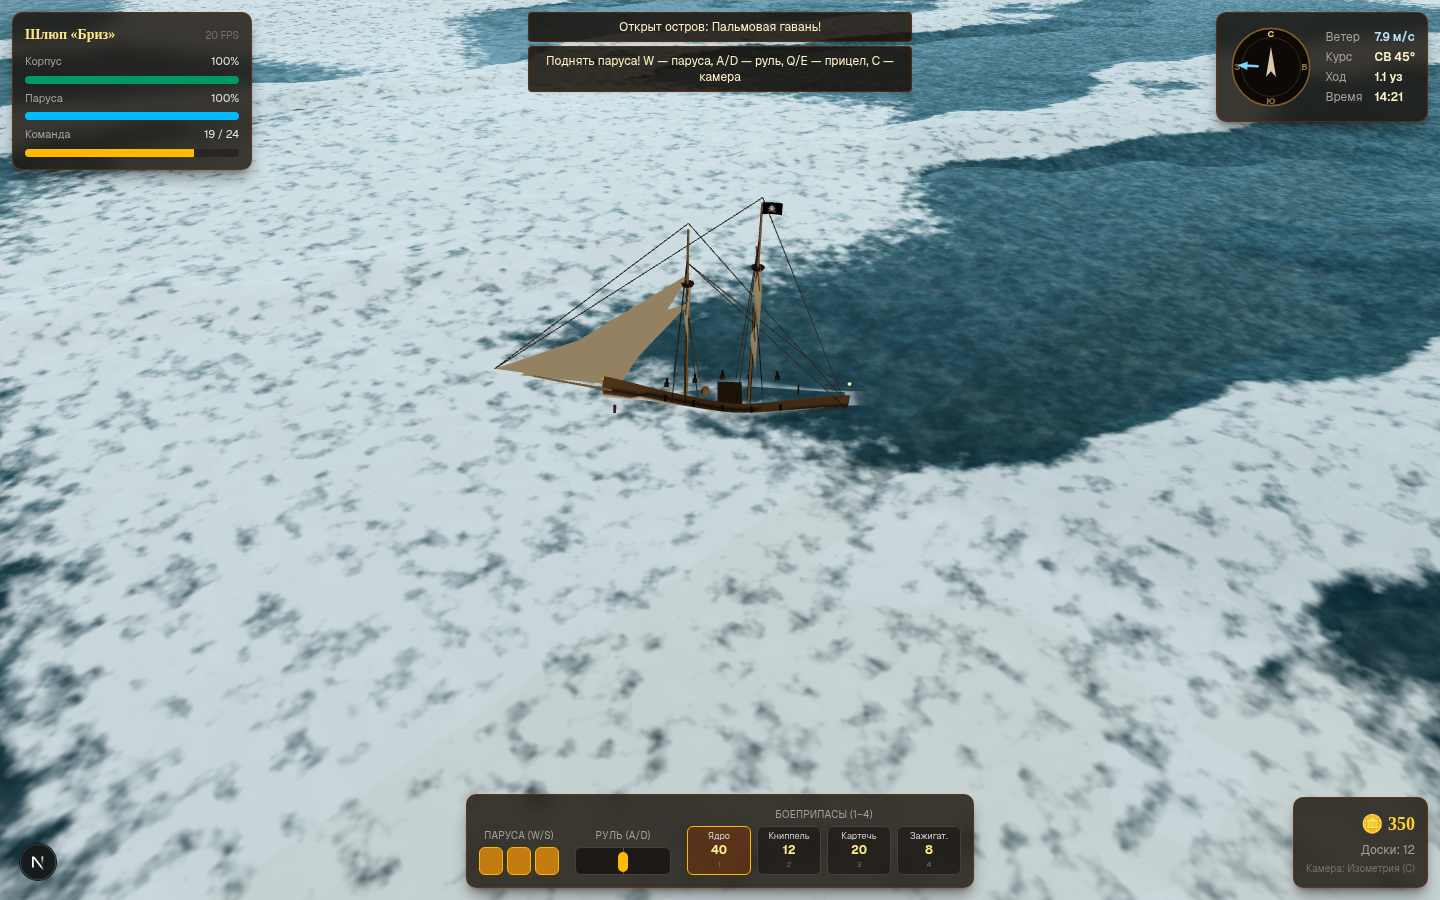 Шлюп «Бриз»
20 FPS
Корпус
100%
Паруса
100%
Команда
19 / 24
Открыт остров: Пальмовая гавань!
Поднять паруса! W — паруса, A/D — руль, Q/E — прицел, C —
камера
С
З
В
Ю
Ветер 7.9 м/с
Курс СВ 45°
Ход 1.1 уз
Время 14:21
ПАРУСА (W/S)
РУЛЬ (A/D)
БОЕПРИПАСЫ (1–4)
Ядро
40
1
Книппель
12
2
Картечь
20
3
Зажигат.
8
4
350
Доски: 12
Камера: Изометрия (C)
N